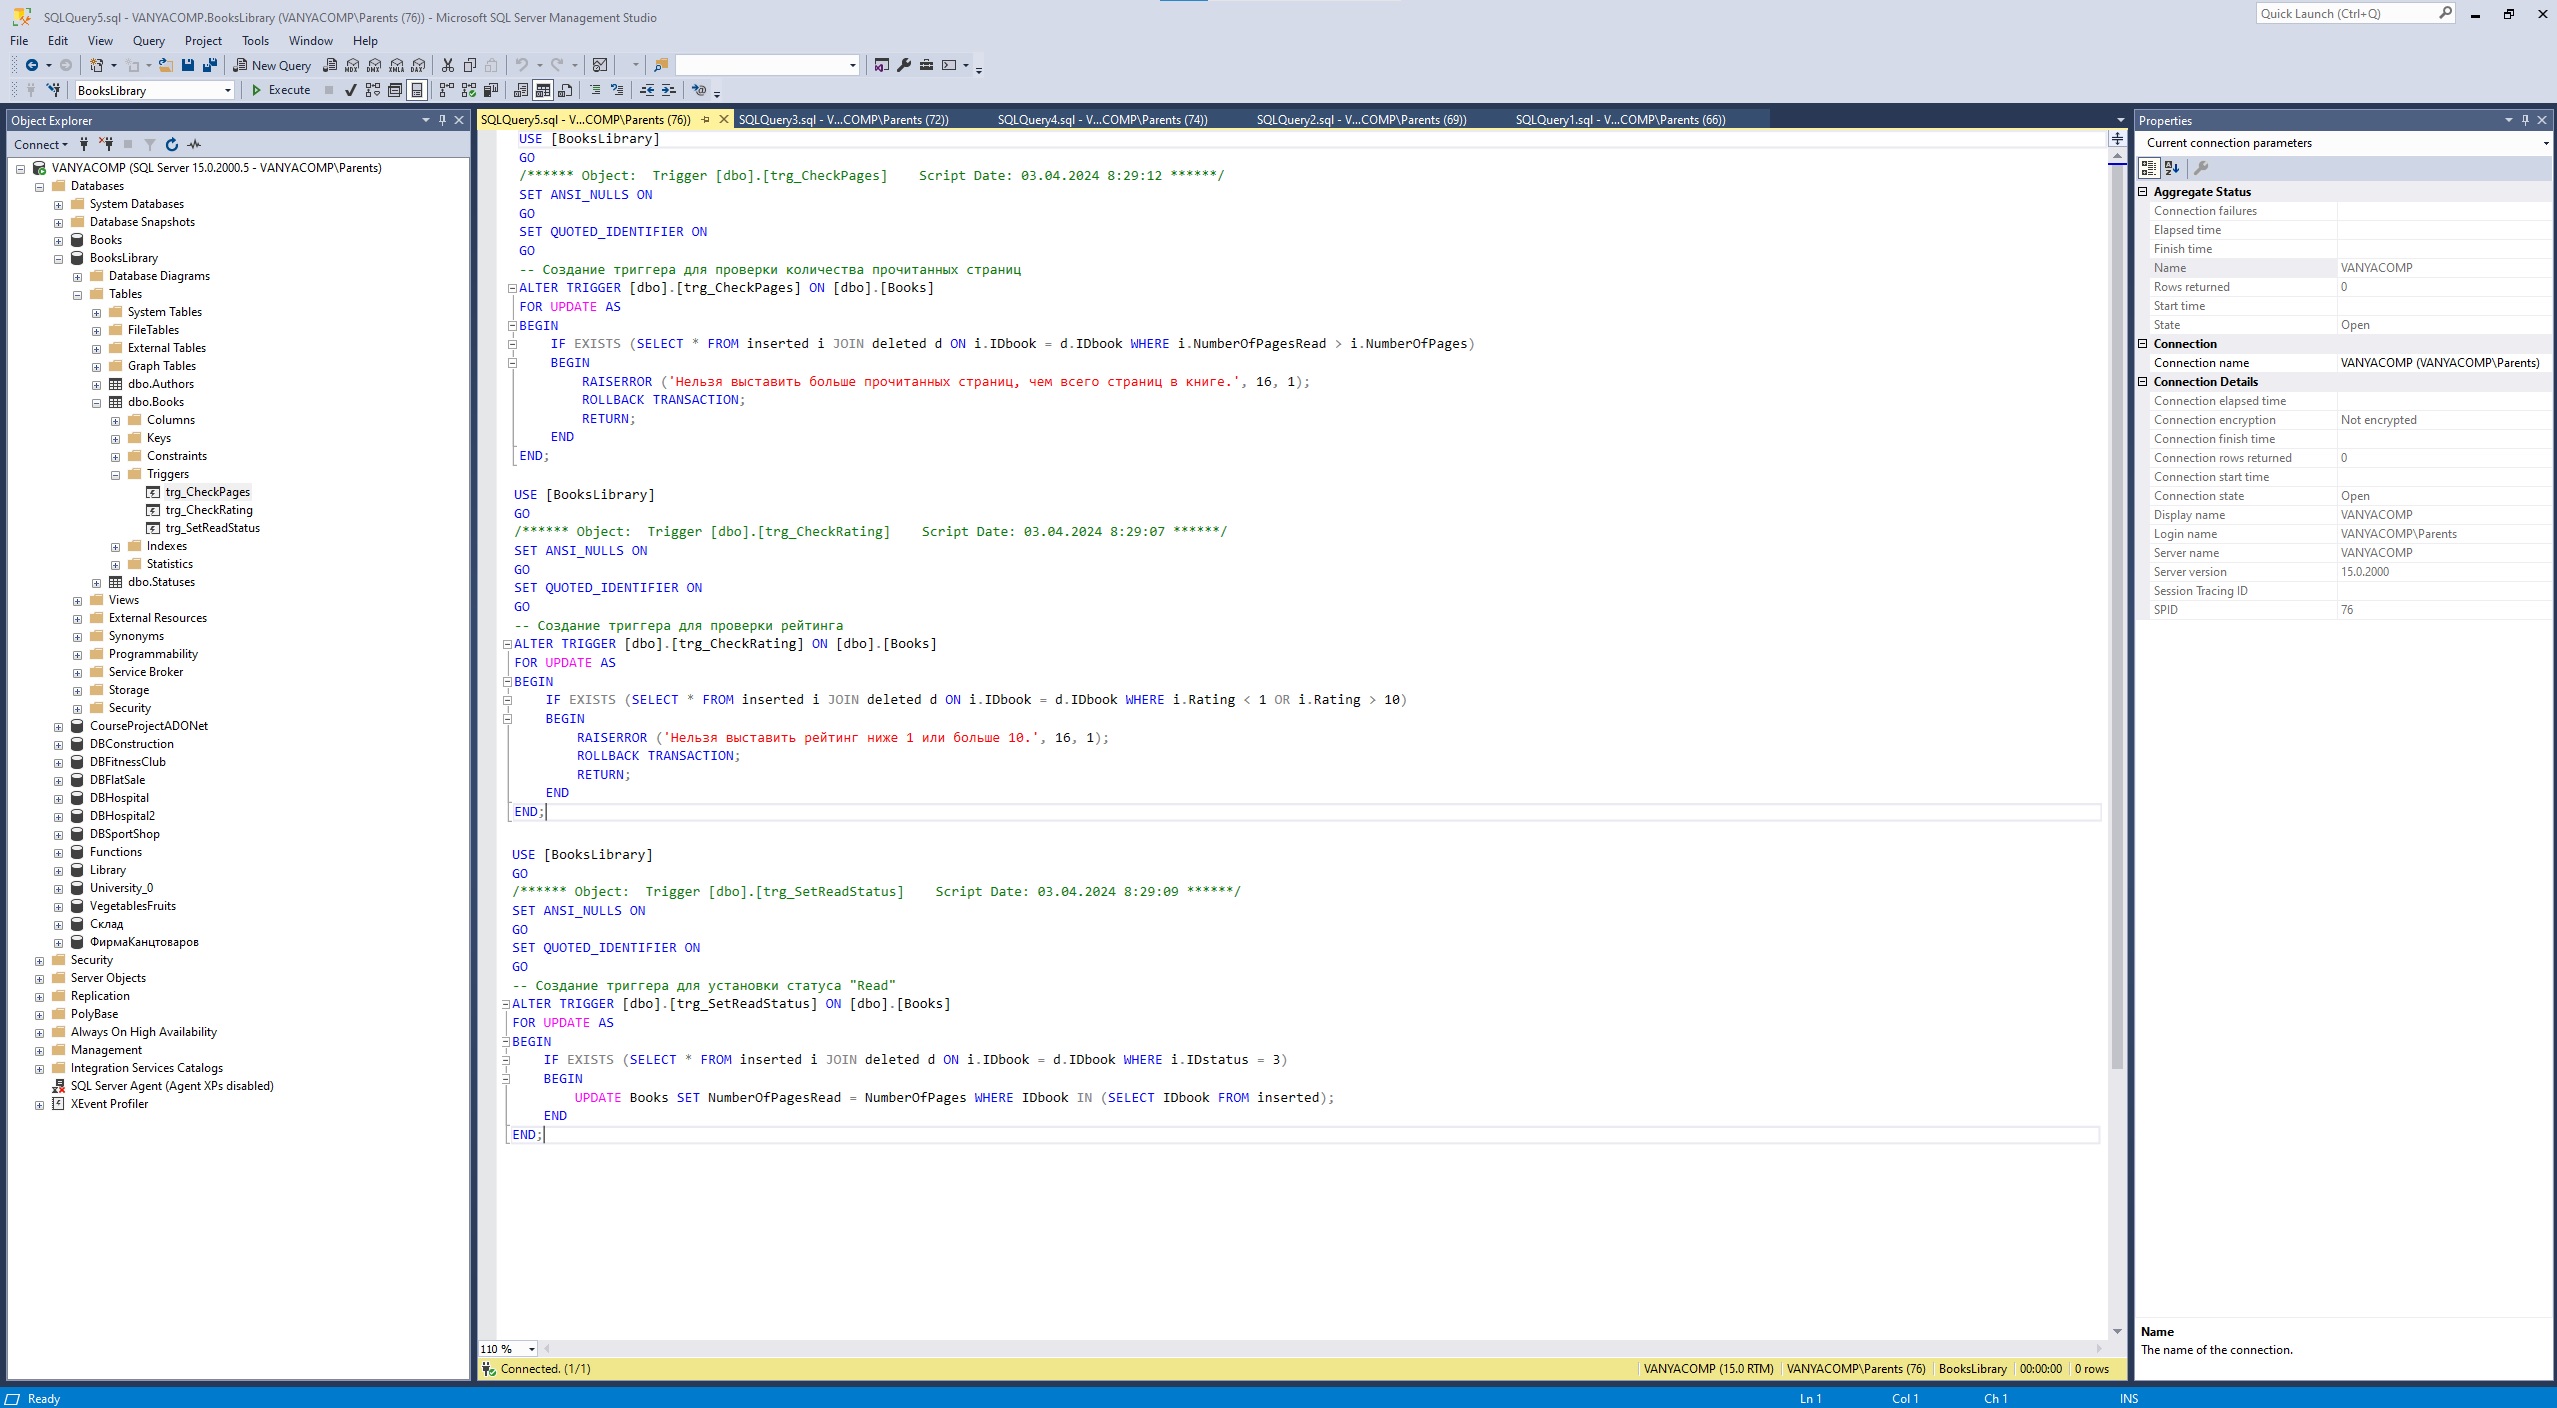 SQLQuery5.sql - VANYACOMP.BooksLibrary (VANYACOMP\Parents (76)) - Microsoft SQL Server Management Studio
Quick Launch (Ctrl+Q)
File Edit View Query Project Tools Window Help
New Query
BooksLibrary Execute
Object Explorer
Connect
VANYACOMP (SQL Server 15.0.2000.5 - VANYACOMP\Parents)
Databases
System Databases
Database Snapshots
Books
BooksLibrary
Database Diagrams
Tables
System Tables
FileTables
External Tables
Graph Tables
dbo.Authors
dbo.Books
Columns
Keys
Constraints
Triggers
trg_CheckPages
trg_CheckRating
trg_SetReadStatus
Indexes
Statistics
dbo.Statuses
Views
External Resources
Synonyms
Programmability
Service Broker
Storage
Security
CourseProjectADONet
DBConstruction
DBFitnessClub
DBFlatSale
DBHospital
DBHospital2
DBSportShop
Functions
Library
University_0
VegetablesFruits
Склад
ФирмаКанцтоваров
Security
Server Objects
Replication
PolyBase
Always On High Availability
Management
Integration Services Catalogs
SQL Server Agent (Agent XPs disabled)
XEvent Profiler
SQLQuery5.sql - V...COMP\Parents (76)) SQLQuery3.sql - V...COMP\Parents (72)) SQLQuery4.sql - V...COMP\Parents (74)) SQLQuery2.sql - V...COMP\Parents (69)) SQLQuery1.sql - V...COMP\Parents (66))
USE [BooksLibrary]
GO
/****** Object:  Trigger [dbo].[trg_CheckPages]    Script Date: 03.04.2024 8:29:12 ******/
SET ANSI_NULLS ON
GO
SET QUOTED_IDENTIFIER ON
GO
-- Создание триггера для проверки количества прочитанных страниц
ALTER TRIGGER [dbo].[trg_CheckPages] ON [dbo].[Books]
FOR UPDATE AS
BEGIN
IF EXISTS (SELECT * FROM inserted i JOIN deleted d ON i.IDbook = d.IDbook WHERE i.NumberOfPagesRead > i.NumberOfPages)
BEGIN
RAISERROR ('Нельзя выставить больше прочитанных страниц, чем всего страниц в книге.', 16, 1);
ROLLBACK TRANSACTION;
RETURN;
END
END;
USE [BooksLibrary]
GO
/****** Object:  Trigger [dbo].[trg_CheckRating]    Script Date: 03.04.2024 8:29:07 ******/
SET ANSI_NULLS ON
GO
SET QUOTED_IDENTIFIER ON
GO
-- Создание триггера для проверки рейтинга
ALTER TRIGGER [dbo].[trg_CheckRating] ON [dbo].[Books]
FOR UPDATE AS
BEGIN
IF EXISTS (SELECT * FROM inserted i JOIN deleted d ON i.IDbook = d.IDbook WHERE i.Rating < 1 OR i.Rating > 10)
BEGIN
RAISERROR ('Нельзя выставить рейтинг ниже 1 или больше 10.', 16, 1);
ROLLBACK TRANSACTION;
RETURN;
END
END;
USE [BooksLibrary]
GO
/****** Object:  Trigger [dbo].[trg_SetReadStatus]    Script Date: 03.04.2024 8:29:09 ******/
SET ANSI_NULLS ON
GO
SET QUOTED_IDENTIFIER ON
GO
-- Создание триггера для установки статуса "Read"
ALTER TRIGGER [dbo].[trg_SetReadStatus] ON [dbo].[Books]
FOR UPDATE AS
BEGIN
IF EXISTS (SELECT * FROM inserted i JOIN deleted d ON i.IDbook = d.IDbook WHERE i.IDstatus = 3)
BEGIN
UPDATE Books SET NumberOfPagesRead = NumberOfPages WHERE IDbook IN (SELECT IDbook FROM inserted);
END
END;
110 %
Connected. (1/1) VANYACOMP (15.0 RTM) VANYACOMP\Parents (76) BooksLibrary 00:00:00 0 rows
Properties
Current connection parameters
Aggregate Status
Connection failures
Elapsed time
Finish time
Name VANYACOMP
Rows returned 0
Start time
State Open
Connection
Connection name VANYACOMP (VANYACOMP\Parents)
Connection Details
Connection elapsed time
Connection encryption Not encrypted
Connection finish time
Connection rows returned 0
Connection start time
Connection state Open
Display name VANYACOMP
Login name VANYACOMP\Parents
Server name VANYACOMP
Server version 15.0.2000
Session Tracing ID
SPID 76
Name
The name of the connection.
Ready Ln 1 Col 1 Ch 1 INS